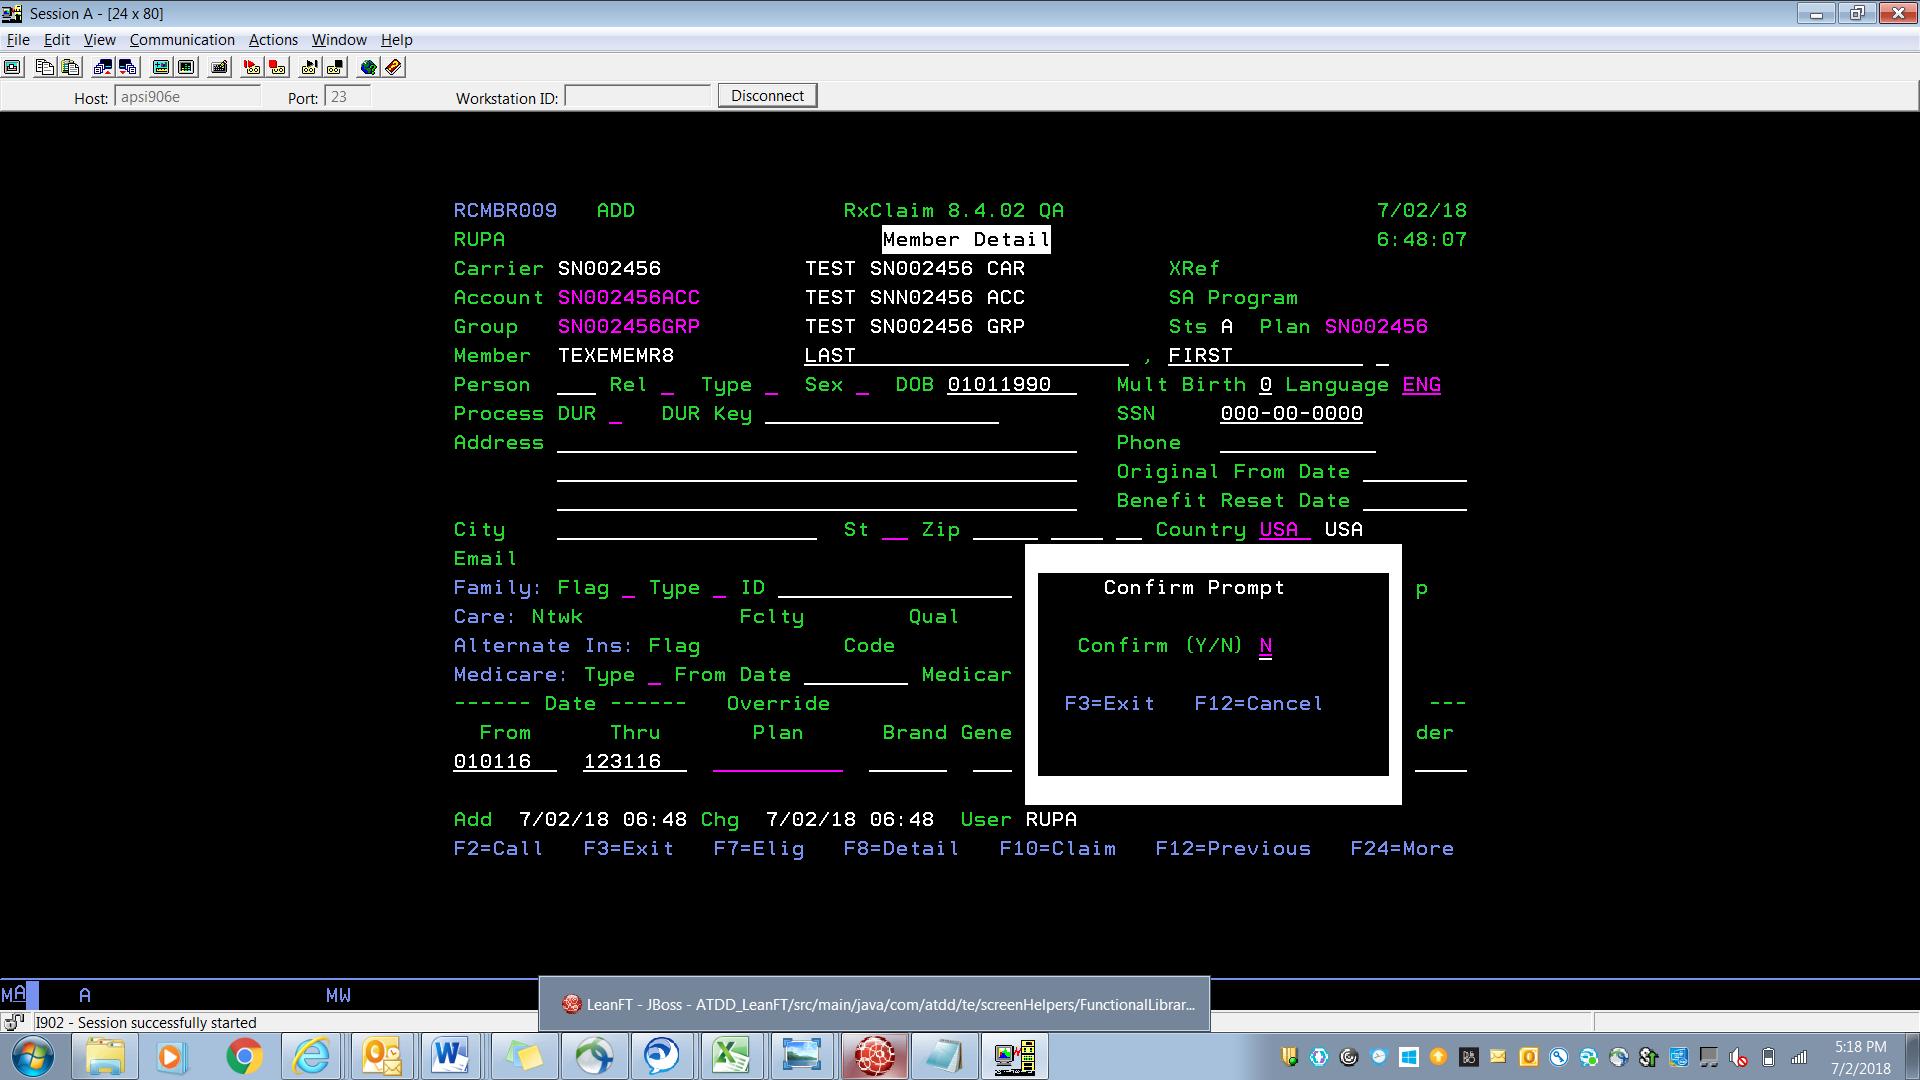 Session A - [24 x 80]
File Edit View Communication Actions Window Help
Host: apsi906e Port: 23 Workstation ID: Disconnect
RCMBR009 ADD RxClaim 8.4.02 QA 7/02/18
RUPA Member Detail 6:48:07
Carrier SN002456 TEST SN002456 CAR XRef
Account SN002456ACC TEST SNN02456 ACC SA Program
Group SN002456GRP TEST SN002456 GRP Sts A Plan SN002456
Member TEXEMEMR8 LAST , FIRST
Person Rel Type Sex DOB 01011990 Mult Birth 0 Language ENG
Process DUR DUR Key SSN 000-00-0000
Address Phone
Original From Date
Benefit Reset Date
City St Zip Country USA USA
Email
Family: Flag Type ID Confirm Prompt p
Care: Ntwk Fclty Qual
Alternate Ins: Flag Code Confirm (Y/N) N
Medicare: Type From Date Medicar
------ Date ------ Override F3=Exit F12=Cancel ---
From Thru Plan Brand Gene der
010116 123116
Add 7/02/18 06:48 Chg 7/02/18 06:48 User RUPA
F2=Call F3=Exit F7=Elig F8=Detail F10=Claim F12=Previous F24=More
MA A MW
LeanFT - JBoss - ATDD_LeanFT/src/main/java/com/atdd/te/screenHelpers/FunctionalLibrar...
I902 - Session successfully started
5:18 PM
7/2/2018